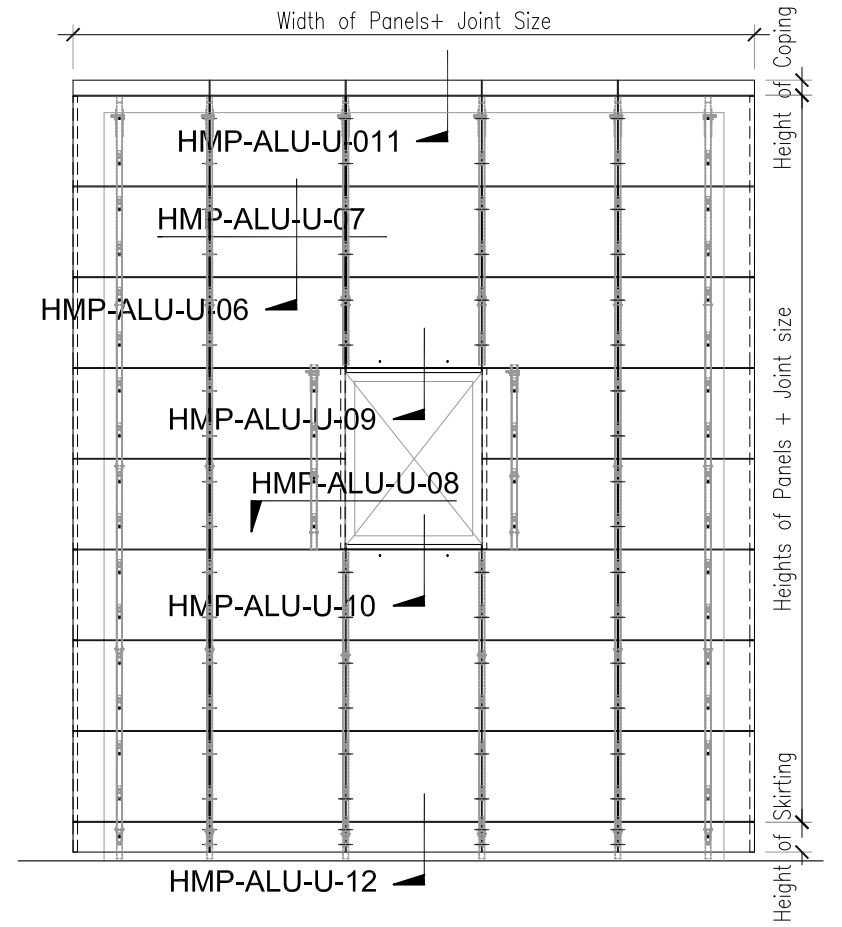 Width of Panels+ Joint Size
Height of Coping
HMP-ALU-U-011
HMP-ALU-U-07
HMP-ALU-U-06
Heights of Panels + Joint size
HMP-ALU-U-09
HMP-ALU-U-08
HMP-ALU-U-10
Height of Skirting
HMP-ALU-U-12